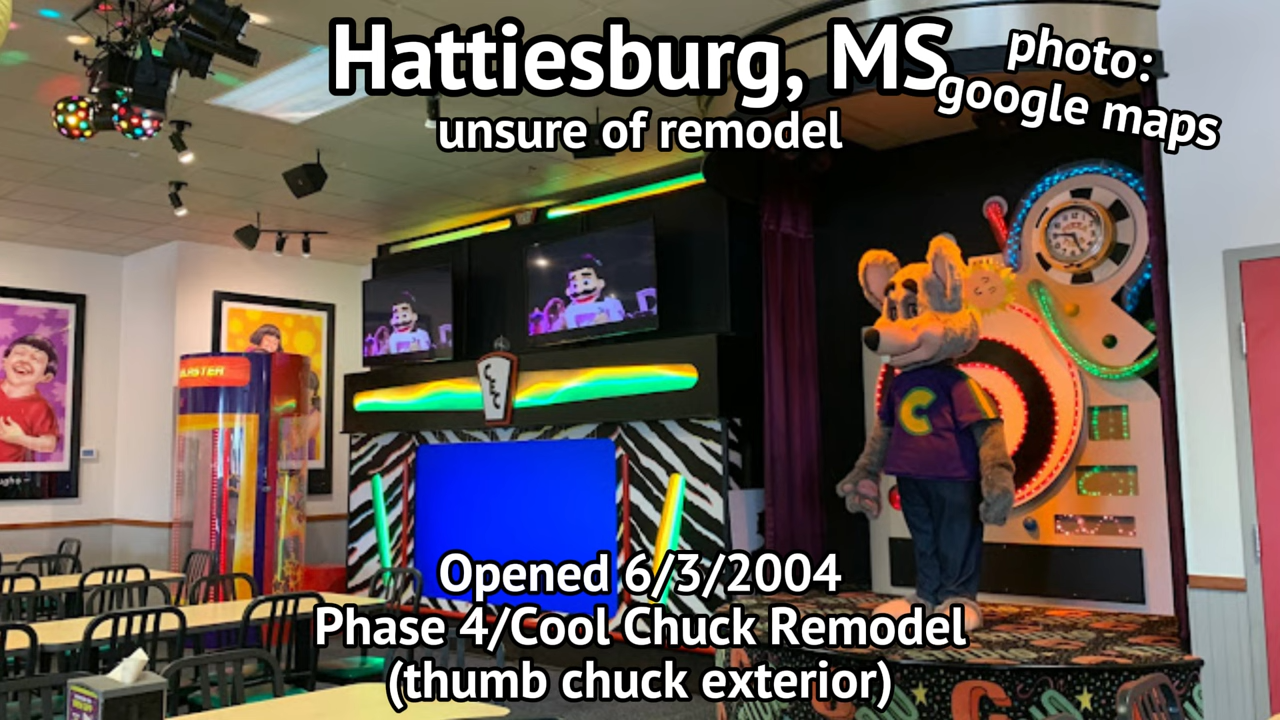 Hattiesburg, MS
unsure of remodel
photo:
google maps
BLASTER
C
Opened 6/3/2004
Phase 4/Cool Chuck Remodel
(thumb chuck exterior)